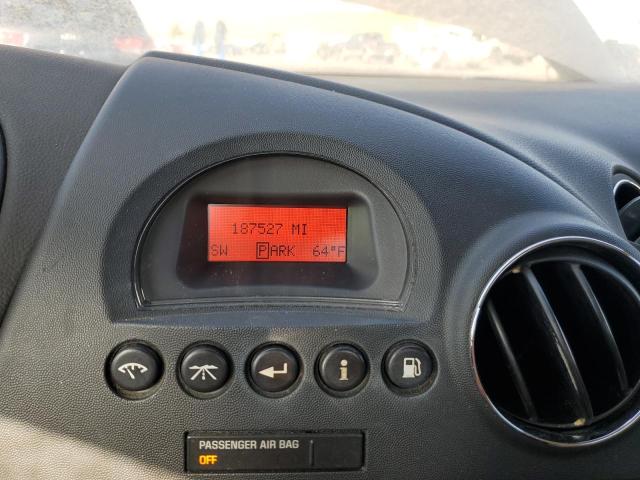 187527 MI
SW PARK 64°F
PASSENGER AIR BAG
OFF